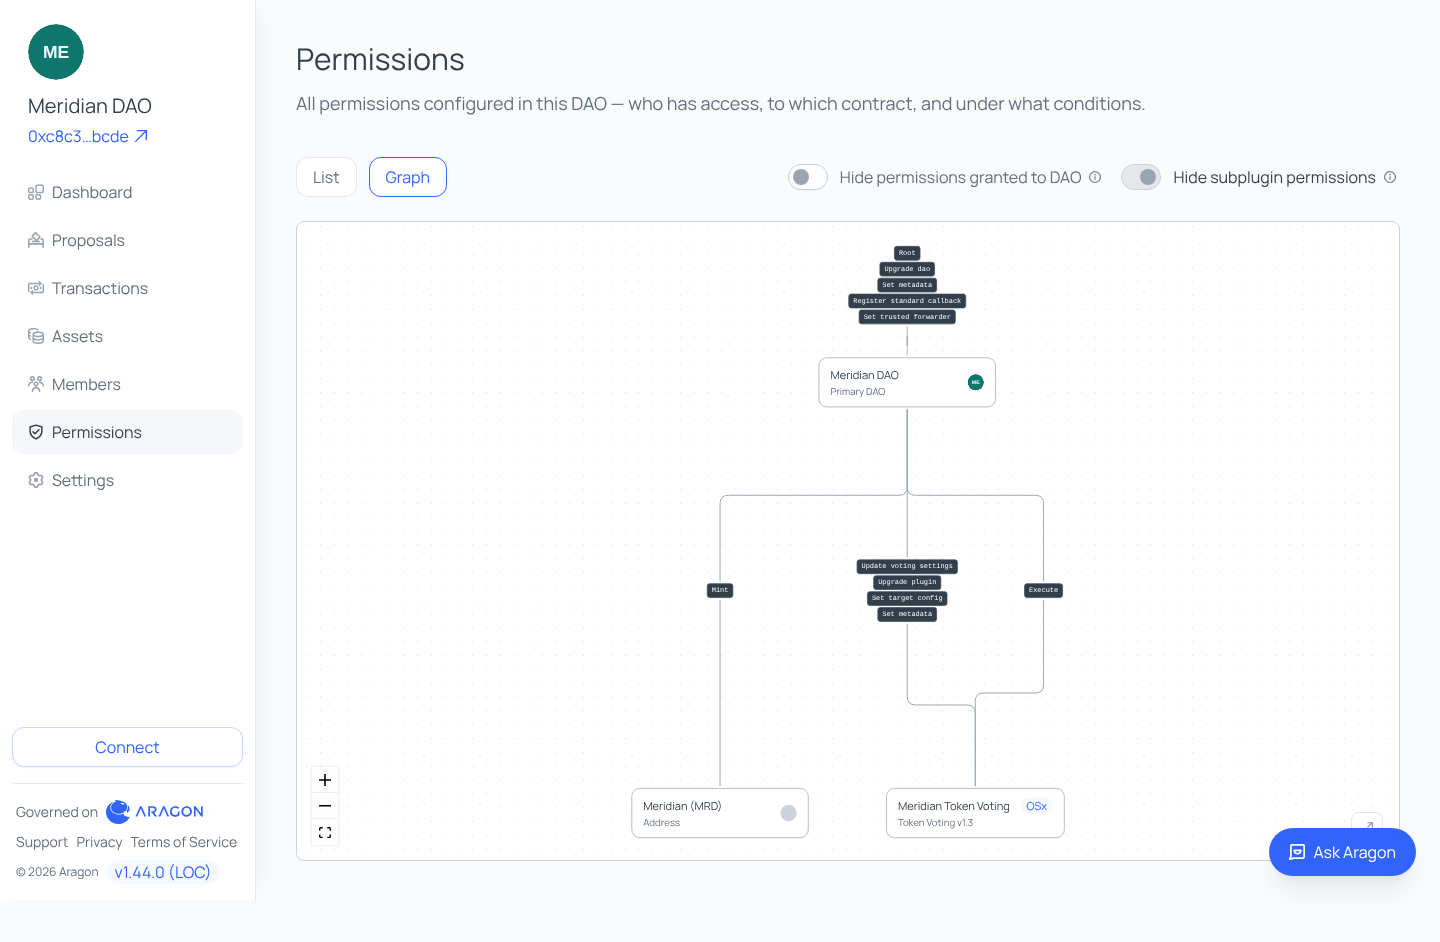 ME
Meridian DAO
0xc8c3...bcde
Dashboard
Proposals
Transactions
Assets
Members
Permissions
Settings
Connect
Governed on ARAGON
Support Privacy Terms of Service
© 2026 Aragon v1.44.0 (LOC)
Permissions
All permissions configured in this DAO — who has access, to which contract, and under what conditions.
List Graph Hide permissions granted to DAO Hide subplugin permissions
Root
Upgrade dao
Set metadata
Register standard callback
Set trusted forwarder
Meridian DAO
Primary DAO
ME
Mint
Update voting settings
Upgrade plugin
Set target config
Set metadata
Execute
Meridian (MRD)
Address
Meridian Token Voting OSx
Token Voting v1.3
Ask Aragon